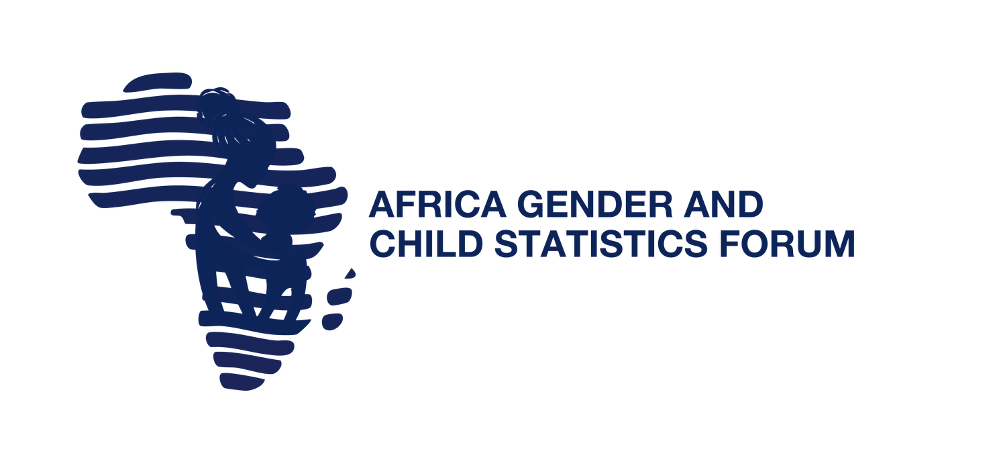 AFRICA GENDER AND
CHILD STATISTICS FORUM